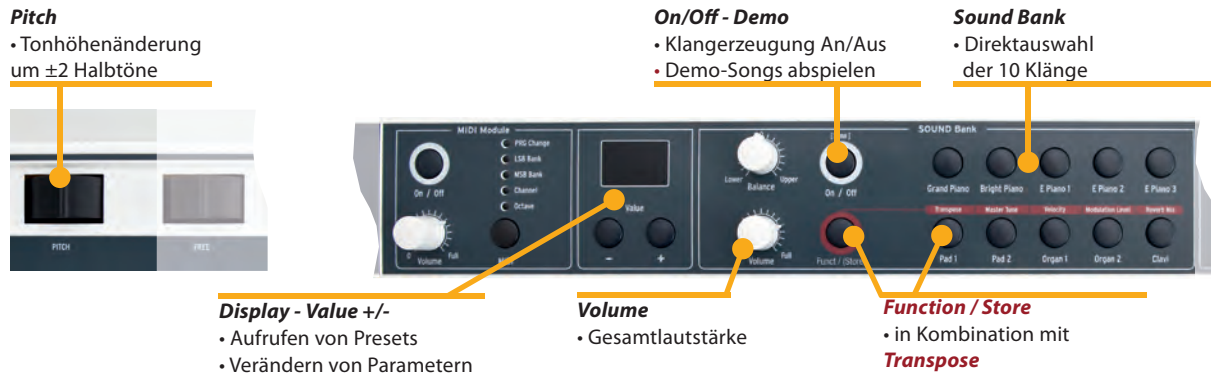 Pitch
• Tonhöhenänderung
um ±2 Halbtöne
On/Off - Demo
• Klangerzeugung An/Aus
• Demo-Songs abspielen
Sound Bank
• Direktauswahl
der 10 Klänge
MIDI Module
SOUND Bank
PRG Change
LSB Bank
MSB Bank
Channel
Octave
On / Off
Lower Balance Upper
On / Off
Grand Piano Bright Piano E Piano 1 E Piano 2 E Piano 3
Value
Transpose Master Tune Velocity Modulation Level Reverb Mix
PITCH
FREE
0 Volume Full
- +
Volume Full
Funct / (Store)
Pad 1 Pad 2 Organ 1 Organ 2 Clavi
Display - Value +/-
• Aufrufen von Presets
• Verändern von Parametern
Volume
• Gesamtlautstärke
Function / Store
• in Kombination mit
Transpose